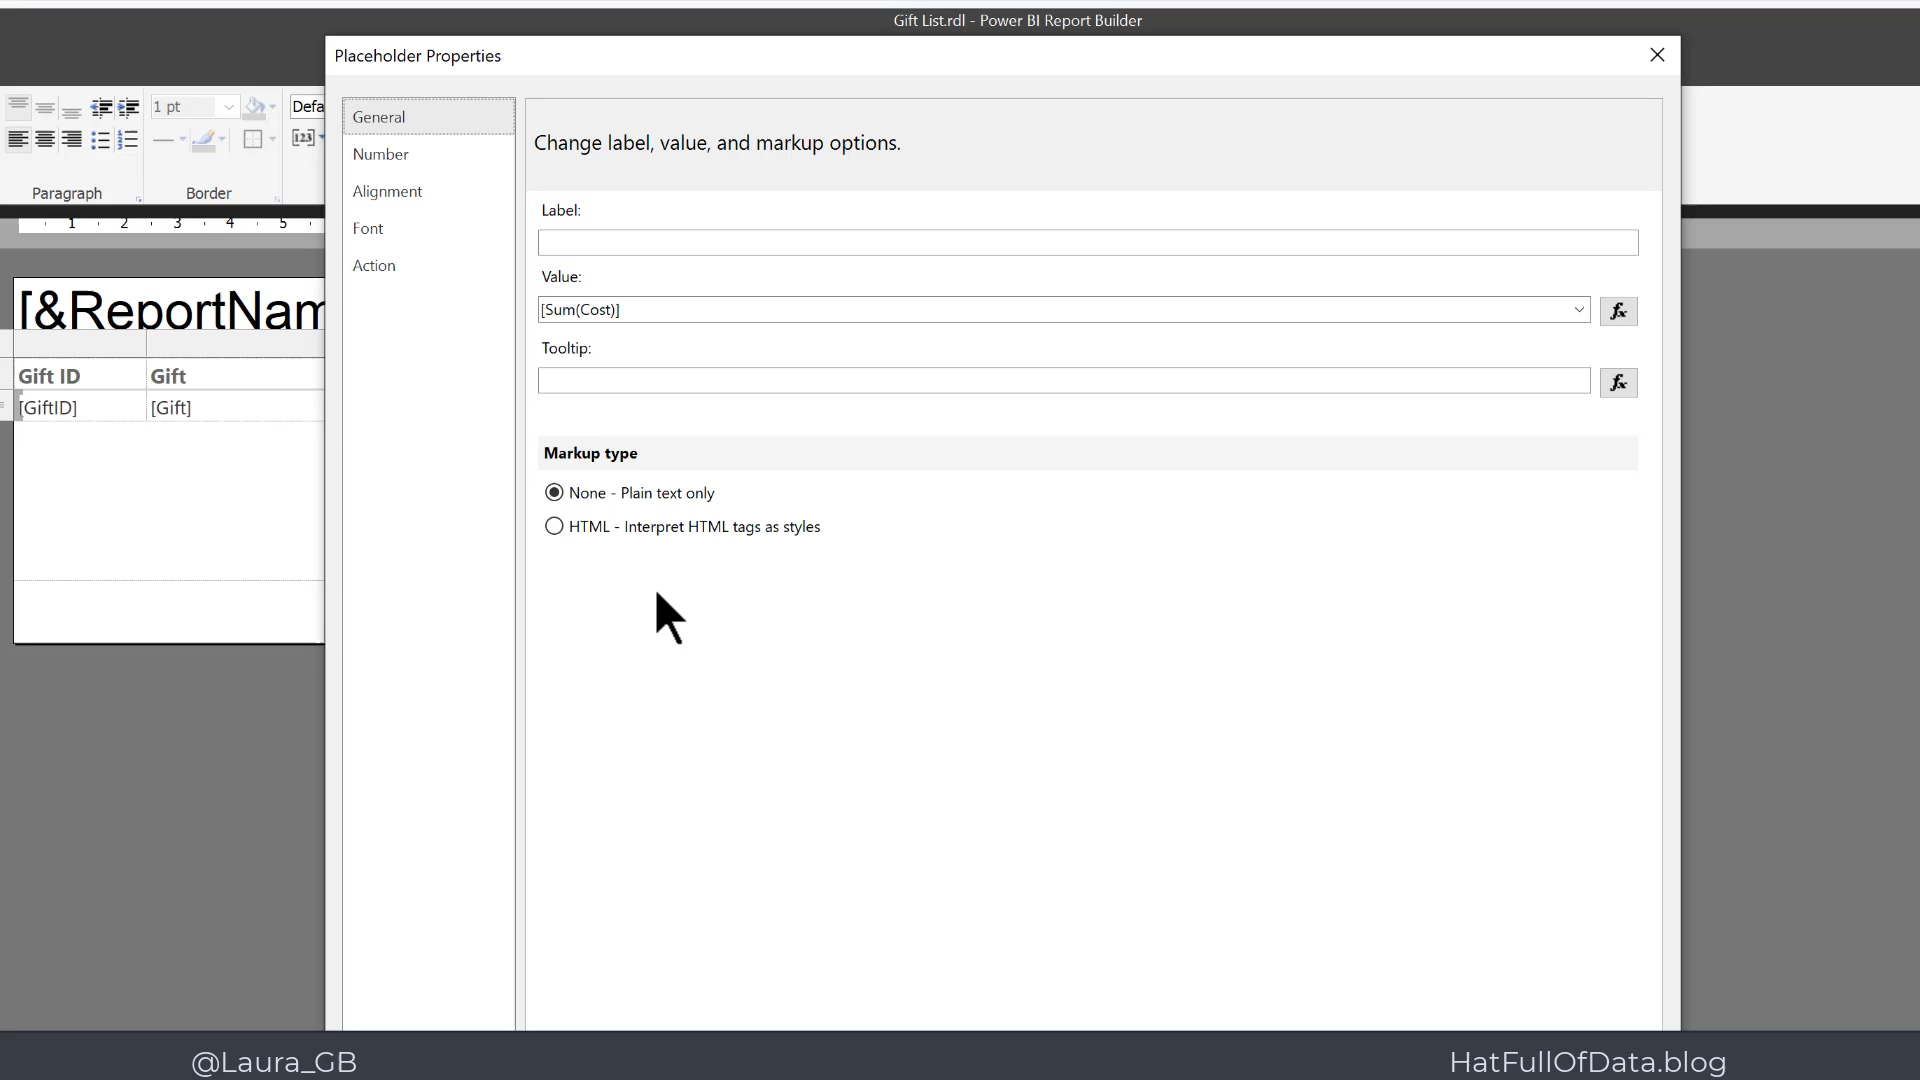 Gift List.rdl - Power BI Report Builder
Placeholder Properties
1 pt
Defa
General
Change label, value, and markup options.
Number
Alignment
Font
Action
Paragraph
Border
1 2 3 4 5
Label:
Value:
[Sum(Cost)]
fx
Tooltip:
fx
[&ReportNam
Gift ID
Gift
[GiftID]
[Gift]
Markup type
None - Plain text only
HTML - Interpret HTML tags as styles
@Laura_GB
HatFullOfData.blog